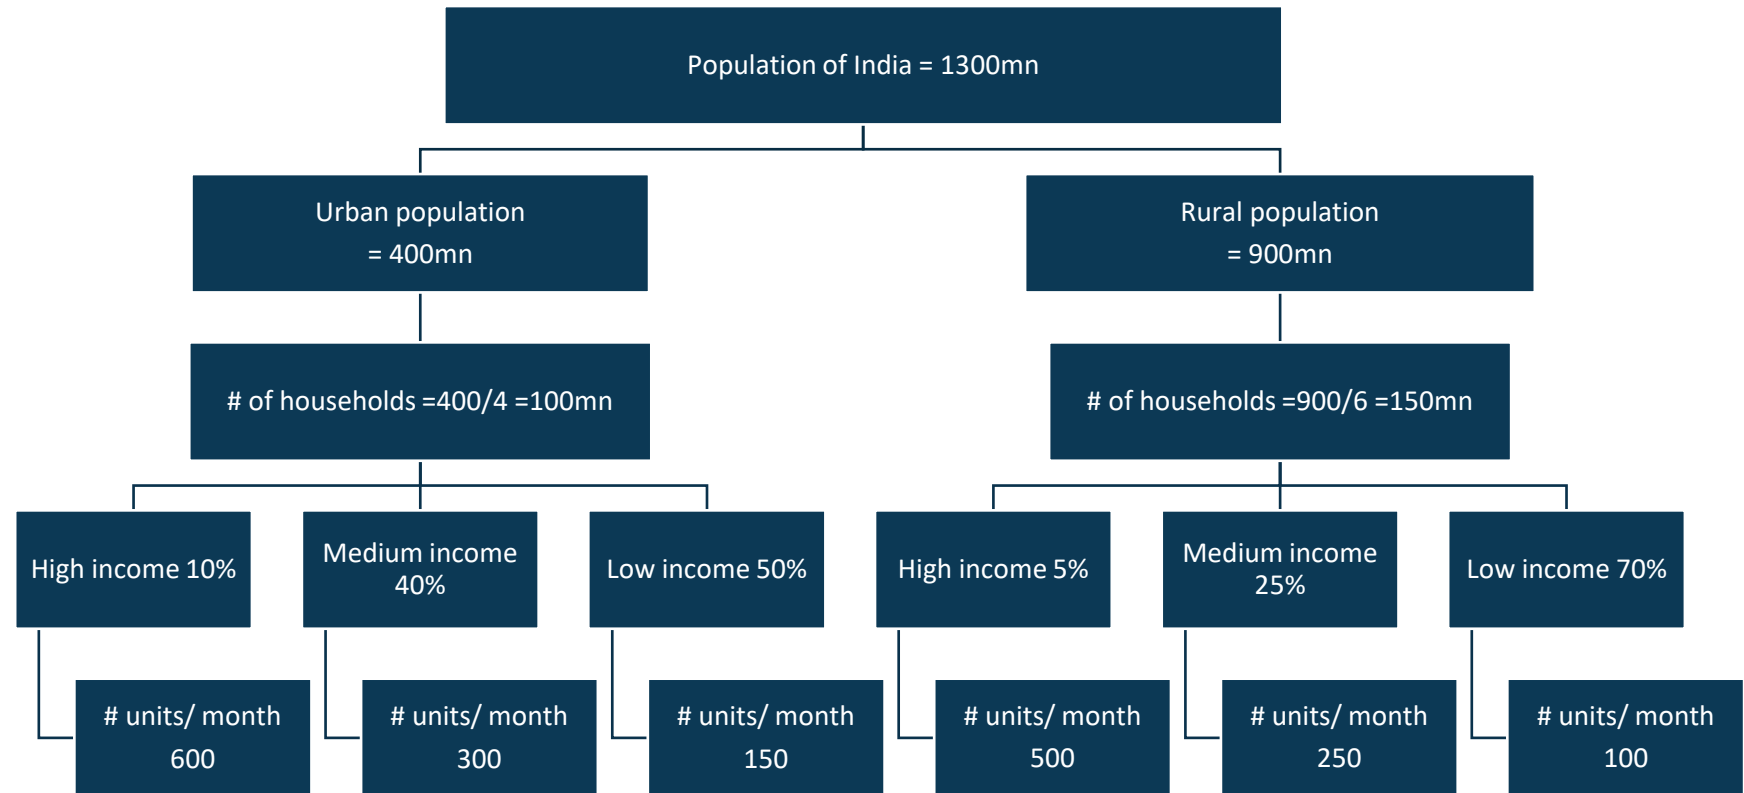 Population of India = 1300mn
Urban population
= 400mn
Rural population
= 900mn
# of households =400/4 =100mn
# of households =900/6 =150mn
High income 10%
Medium income
40%
Low income 50%
High income 5%
Medium income
25%
Low income 70%
# units/ month
600
# units/ month
300
# units/ month
150
# units/ month
500
# units/ month
250
# units/ month
100